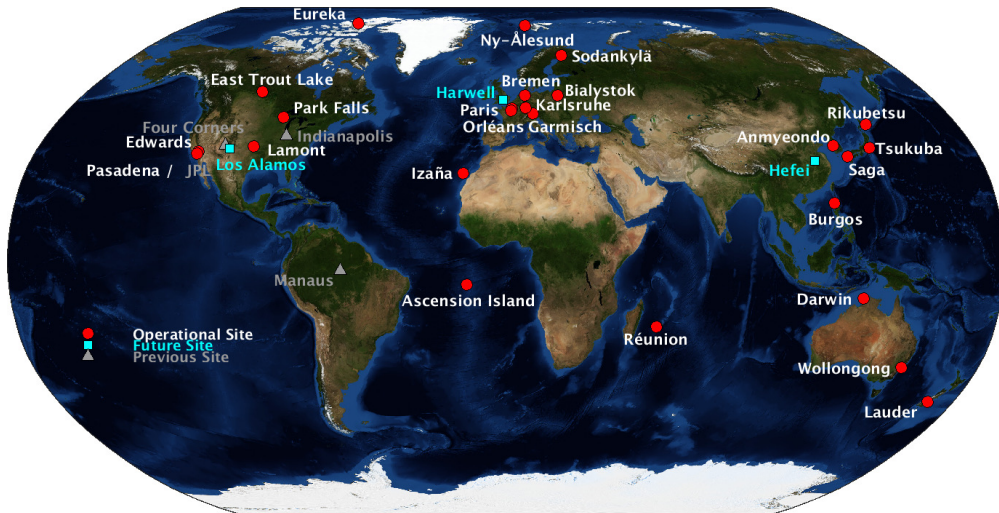 Eureka
Ny-Ålesund
Sodankylä
East Trout Lake
Bremen
Harwell
Bialystok
Paris
Karlsruhe
Park Falls
Rikubetsu
Orléans Garmisch
Four Corners
Indianapolis
Anmyeondo
Edwards
Lamont
Tsukuba
Pasadena / JPL
Los Alamos
Izaña
Hefei
Saga
Burgos
Manaus
Ascension Island
Darwin
Operational Site
Future Site
Previous Site
Réunion
Wollongong
Lauder